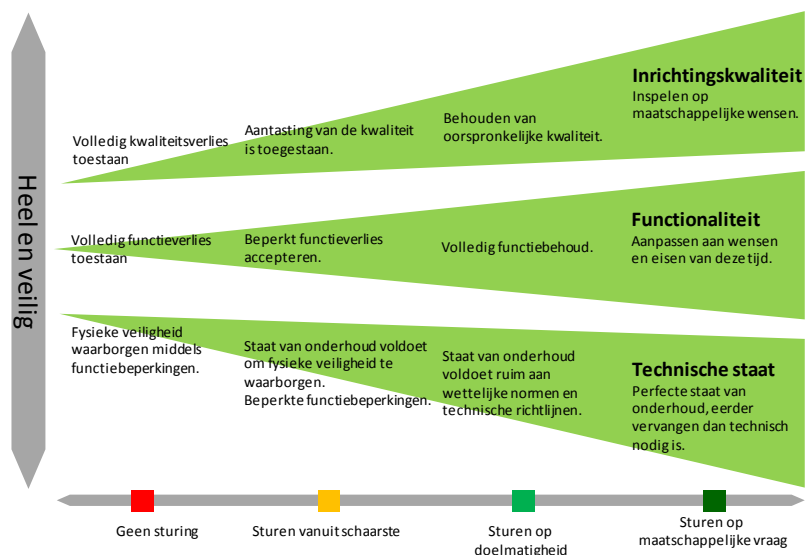 Heel en veilig
Inrichtingskwaliteit
Inspelen op
maatschappelijke wensen.
Behouden van
oorspronkelijke kwaliteit.
Aantasting van de kwaliteit
is toegestaan.
Volledig kwaliteitsverlies
toestaan
Functionaliteit
Aanpassen aan wensen
en eisen van deze tijd.
Volledig functiebehoud.
Beperkt functieverlies
accepteren.
Volledig functieverlies
toestaan
Fysieke veiligheid
waarborgen middels
functiebeperkingen.
Staat van onderhoud voldoet
om fysieke veiligheid te
waarborgen.
Beperkte functiebeperkingen.
Staat van onderhoud
voldoet ruim aan
wettelijke normen en
technische richtlijnen.
Technische staat
Perfecte staat van
onderhoud, eerder
vervangen dan technisch
nodig is.
Geen sturing
Sturen vanuit schaarste
Sturen op
doelmatigheid
Sturen op
maatschappelijke vraag